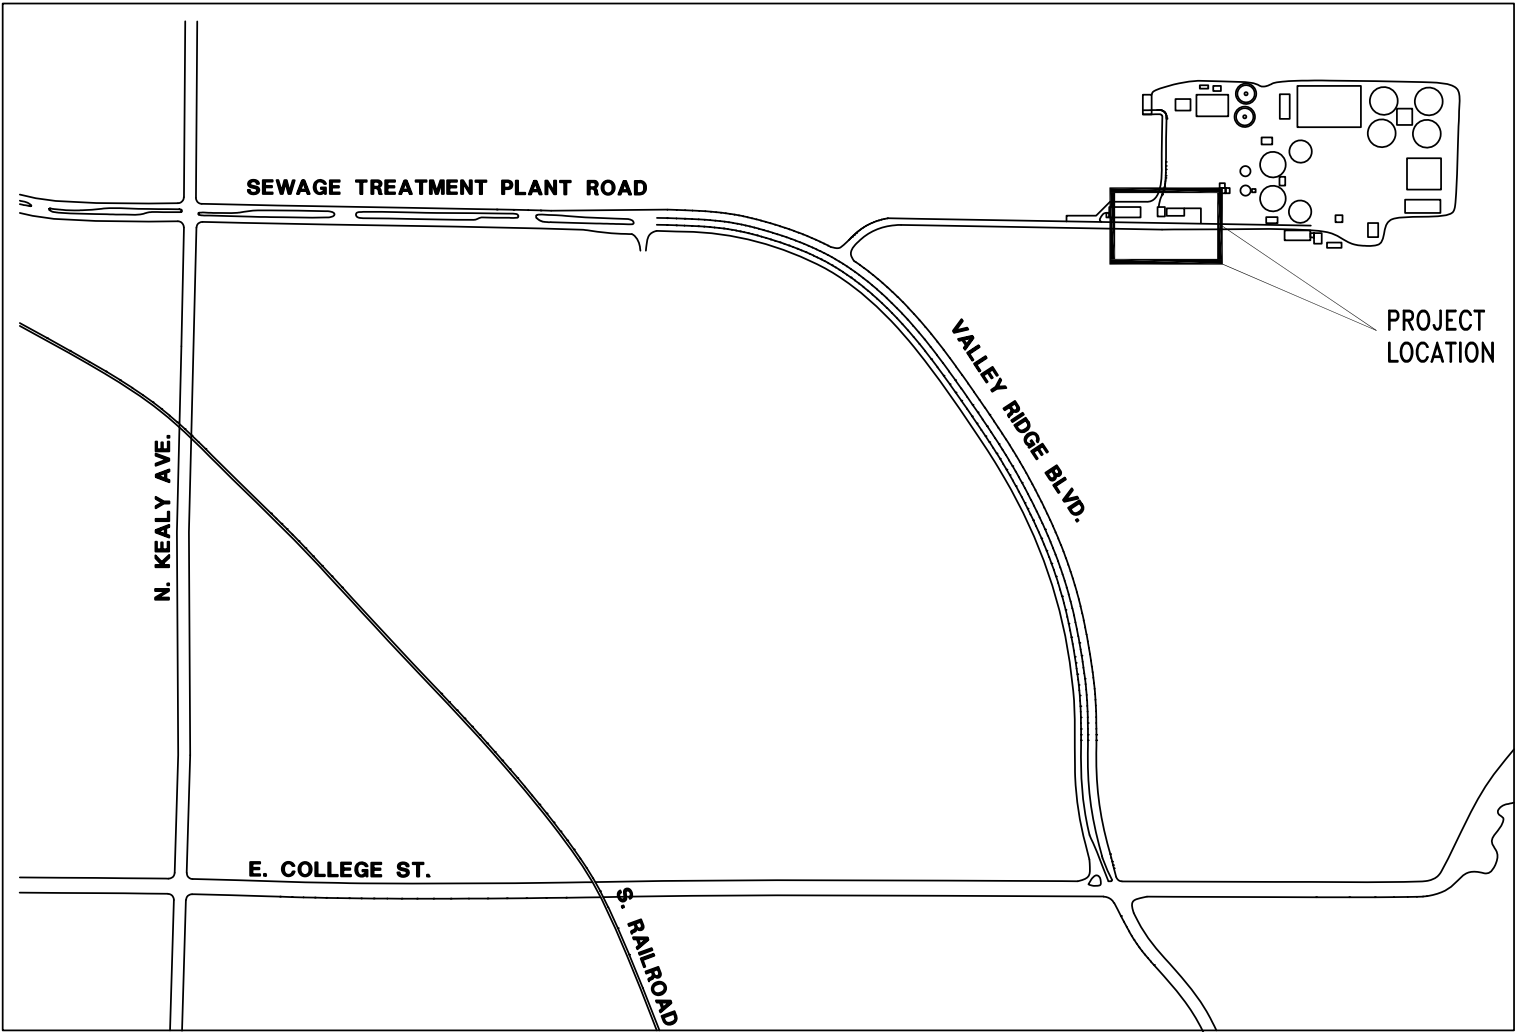 SEWAGE TREATMENT PLANT ROAD
PROJECT
LOCATION
VALLEY RIDGE BLVD.
N. KEALY AVE.
E. COLLEGE ST.
S. RAILROAD